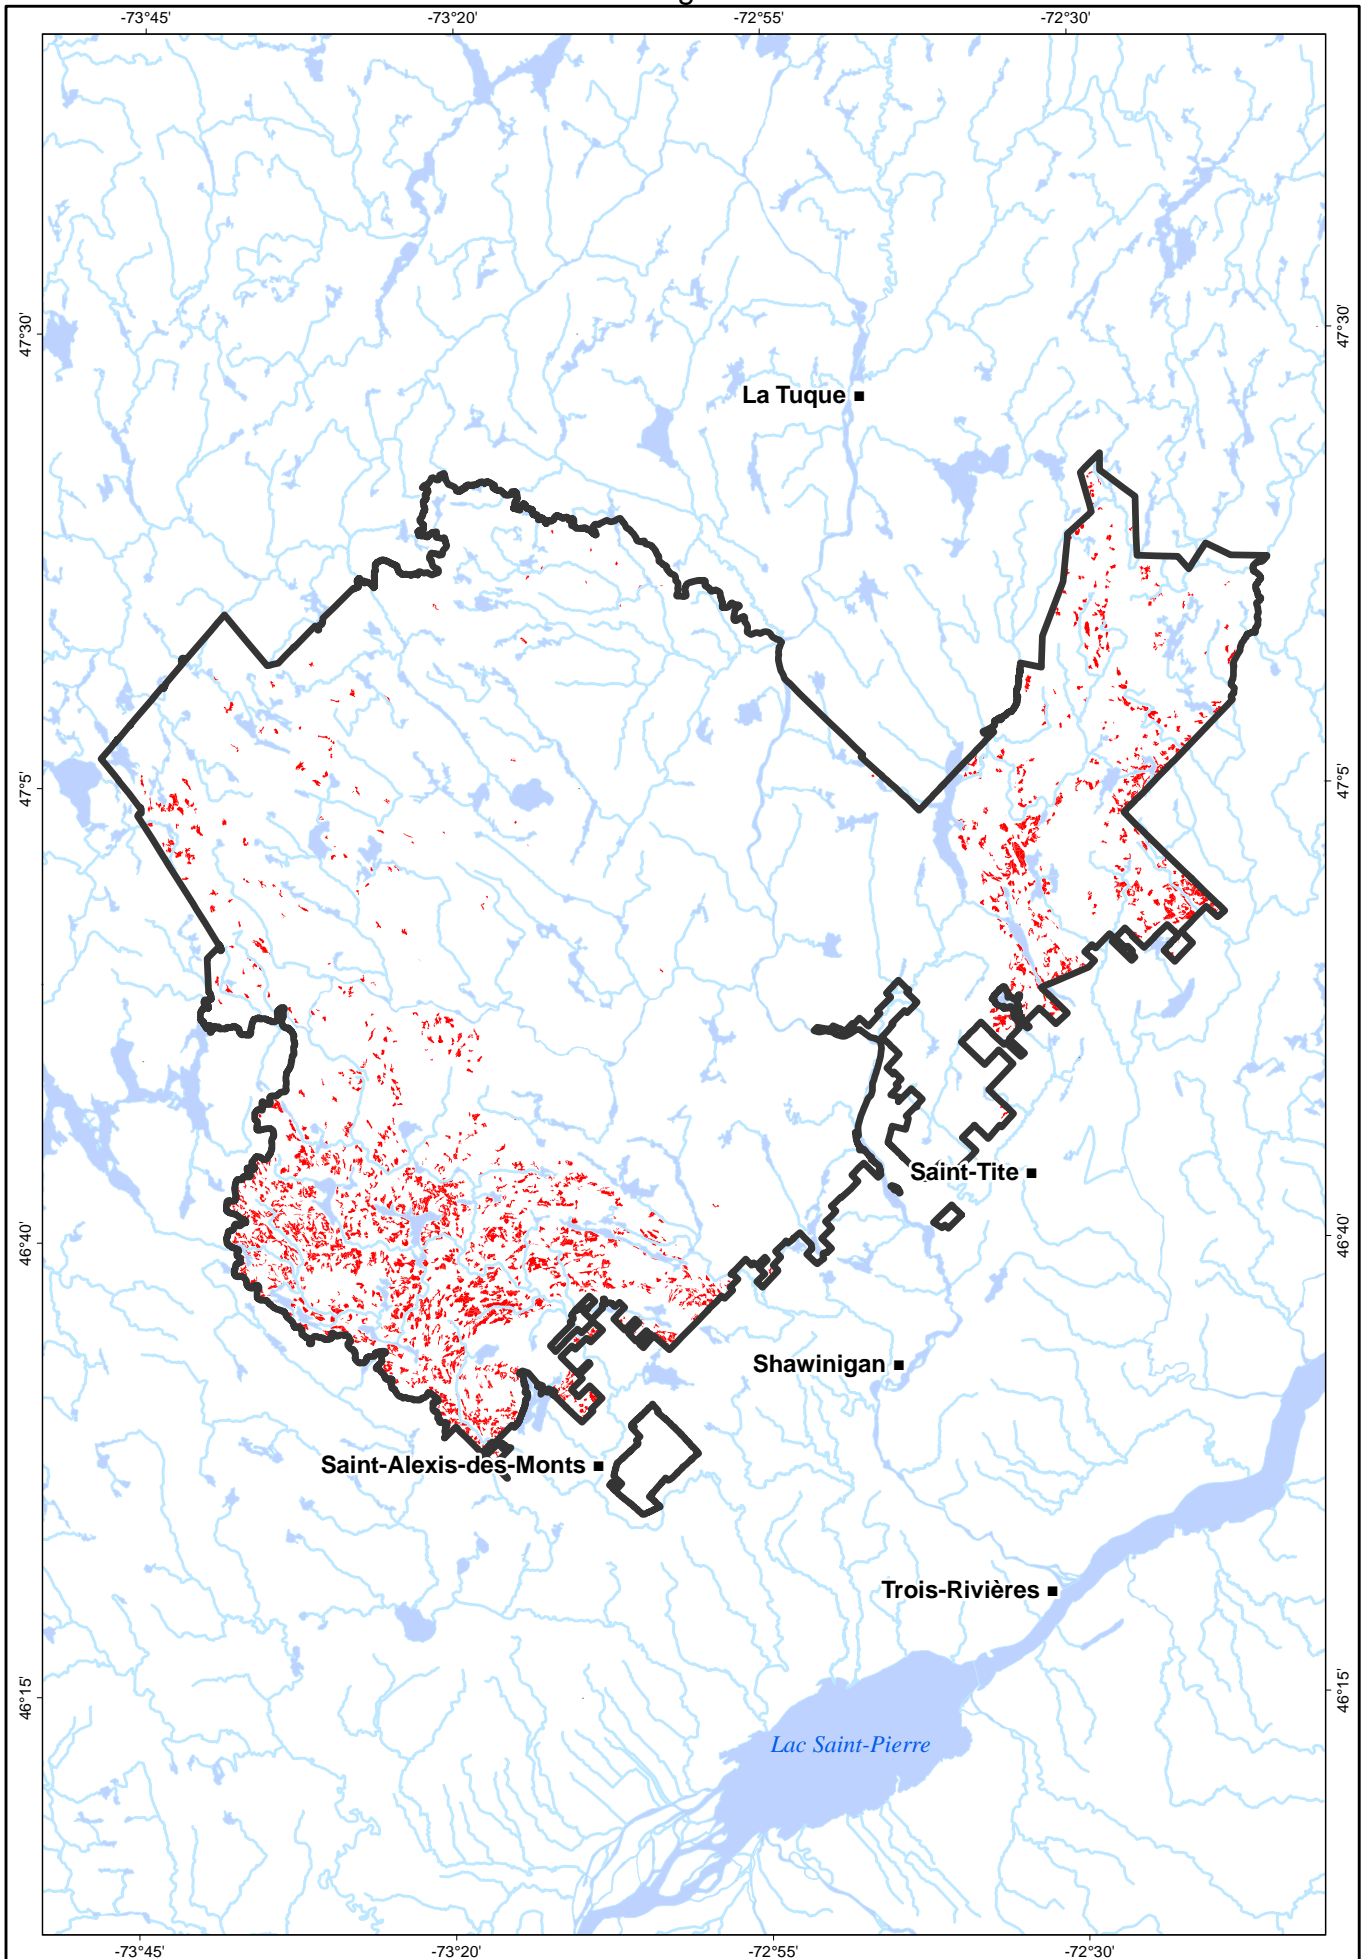 -73°45' -73°20' -72°55' -72°30'
47°30' 47°30'
La Tuque
47°5' 47°5'
Saint-Tite
46°40' 46°40'
Shawinigan
Saint-Alexis-des-Monts
Trois-Rivières
46°15' 46°15'
Lac Saint-Pierre
-73°45' -73°20' -72°55' -72°30'